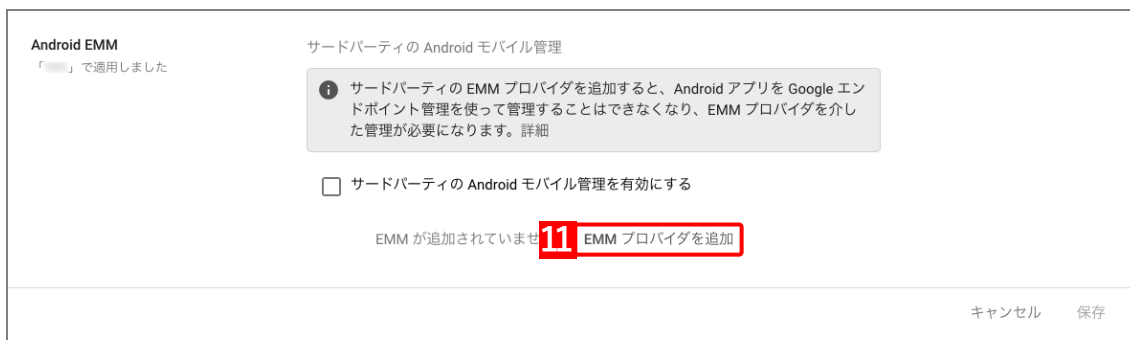 Android EMM
「 」で適用しました
サードパーティの Android モバイル管理
サードパーティの EMM プロバイダを追加すると、Android アプリを Google エン
ドポイント管理を使って管理することはできなくなり、EMM プロバイダを介し
た管理が必要になります。詳細
サードパーティの Android モバイル管理を有効にする
EMM が追加されていませ 11 EMM プロバイダを追加
キャンセル 保存